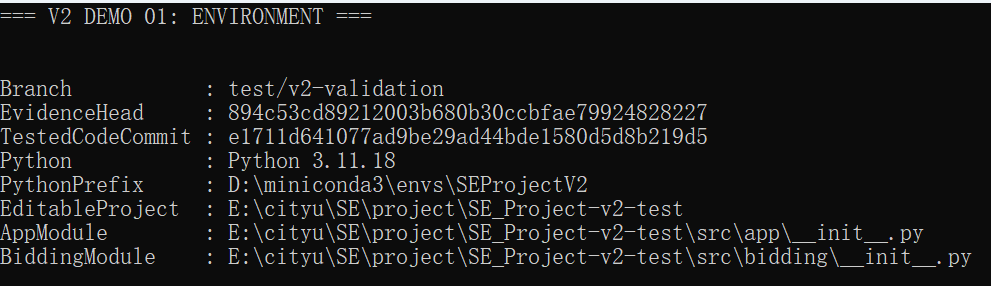 === V2 DEMO 01: ENVIRONMENT ===
Branch : test/v2-validation
EvidenceHead : 894c53cd89212003b680b30ccbfae79924828227
TestedCodeCommit : e1711d641077ad9be29ad44bde1580d5d8b219d5
Python : Python 3.11.18
PythonPrefix : D:\miniconda3\envs\SEProjectV2
EditableProject : E:\cityu\SE\project\SE_Project-v2-test
AppModule : E:\cityu\SE\project\SE_Project-v2-test\src\app\__init__.py
BiddingModule : E:\cityu\SE\project\SE_Project-v2-test\src\bidding\__init__.py